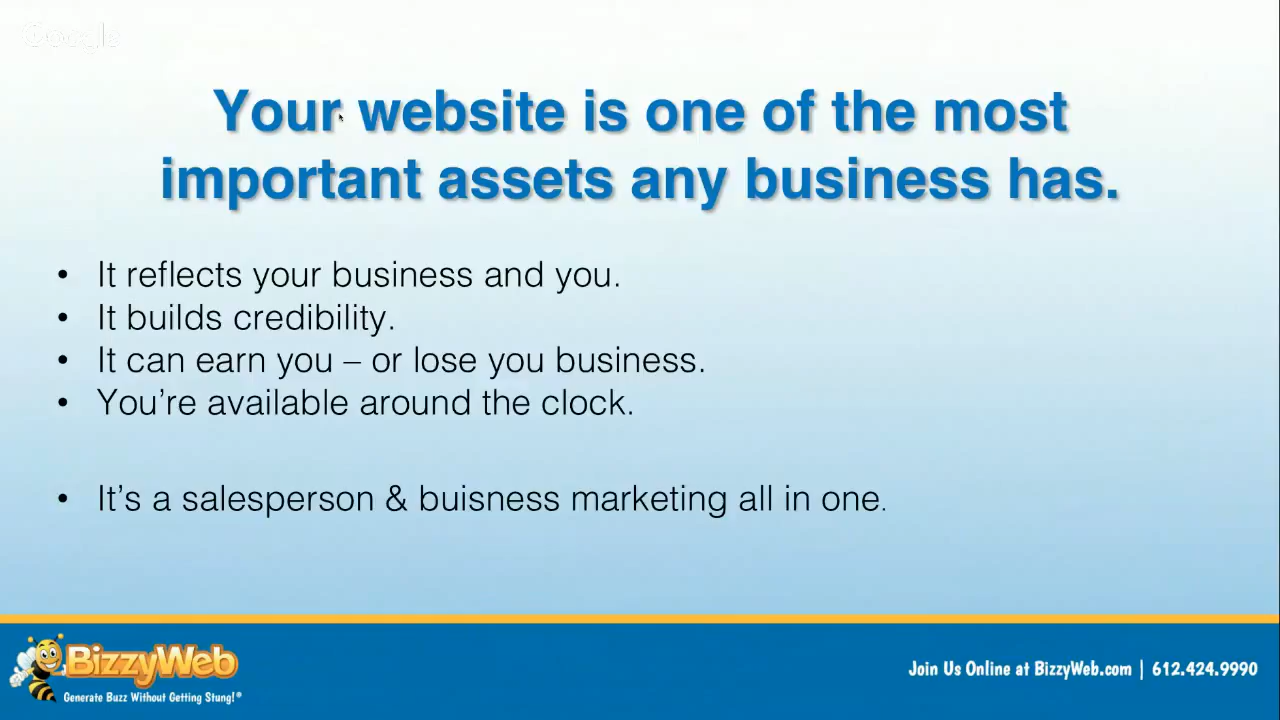 Google
Your website is one of the most
important assets any business has.
• It reflects your business and you.
• It builds credibility.
• It can earn you – or lose you business.
• You’re available around the clock.
• It’s a salesperson & buisness marketing all in one.
BizzyWeb
Generate Buzz Without Getting Stung!®
Join Us Online at BizzyWeb.com | 612.424.9990